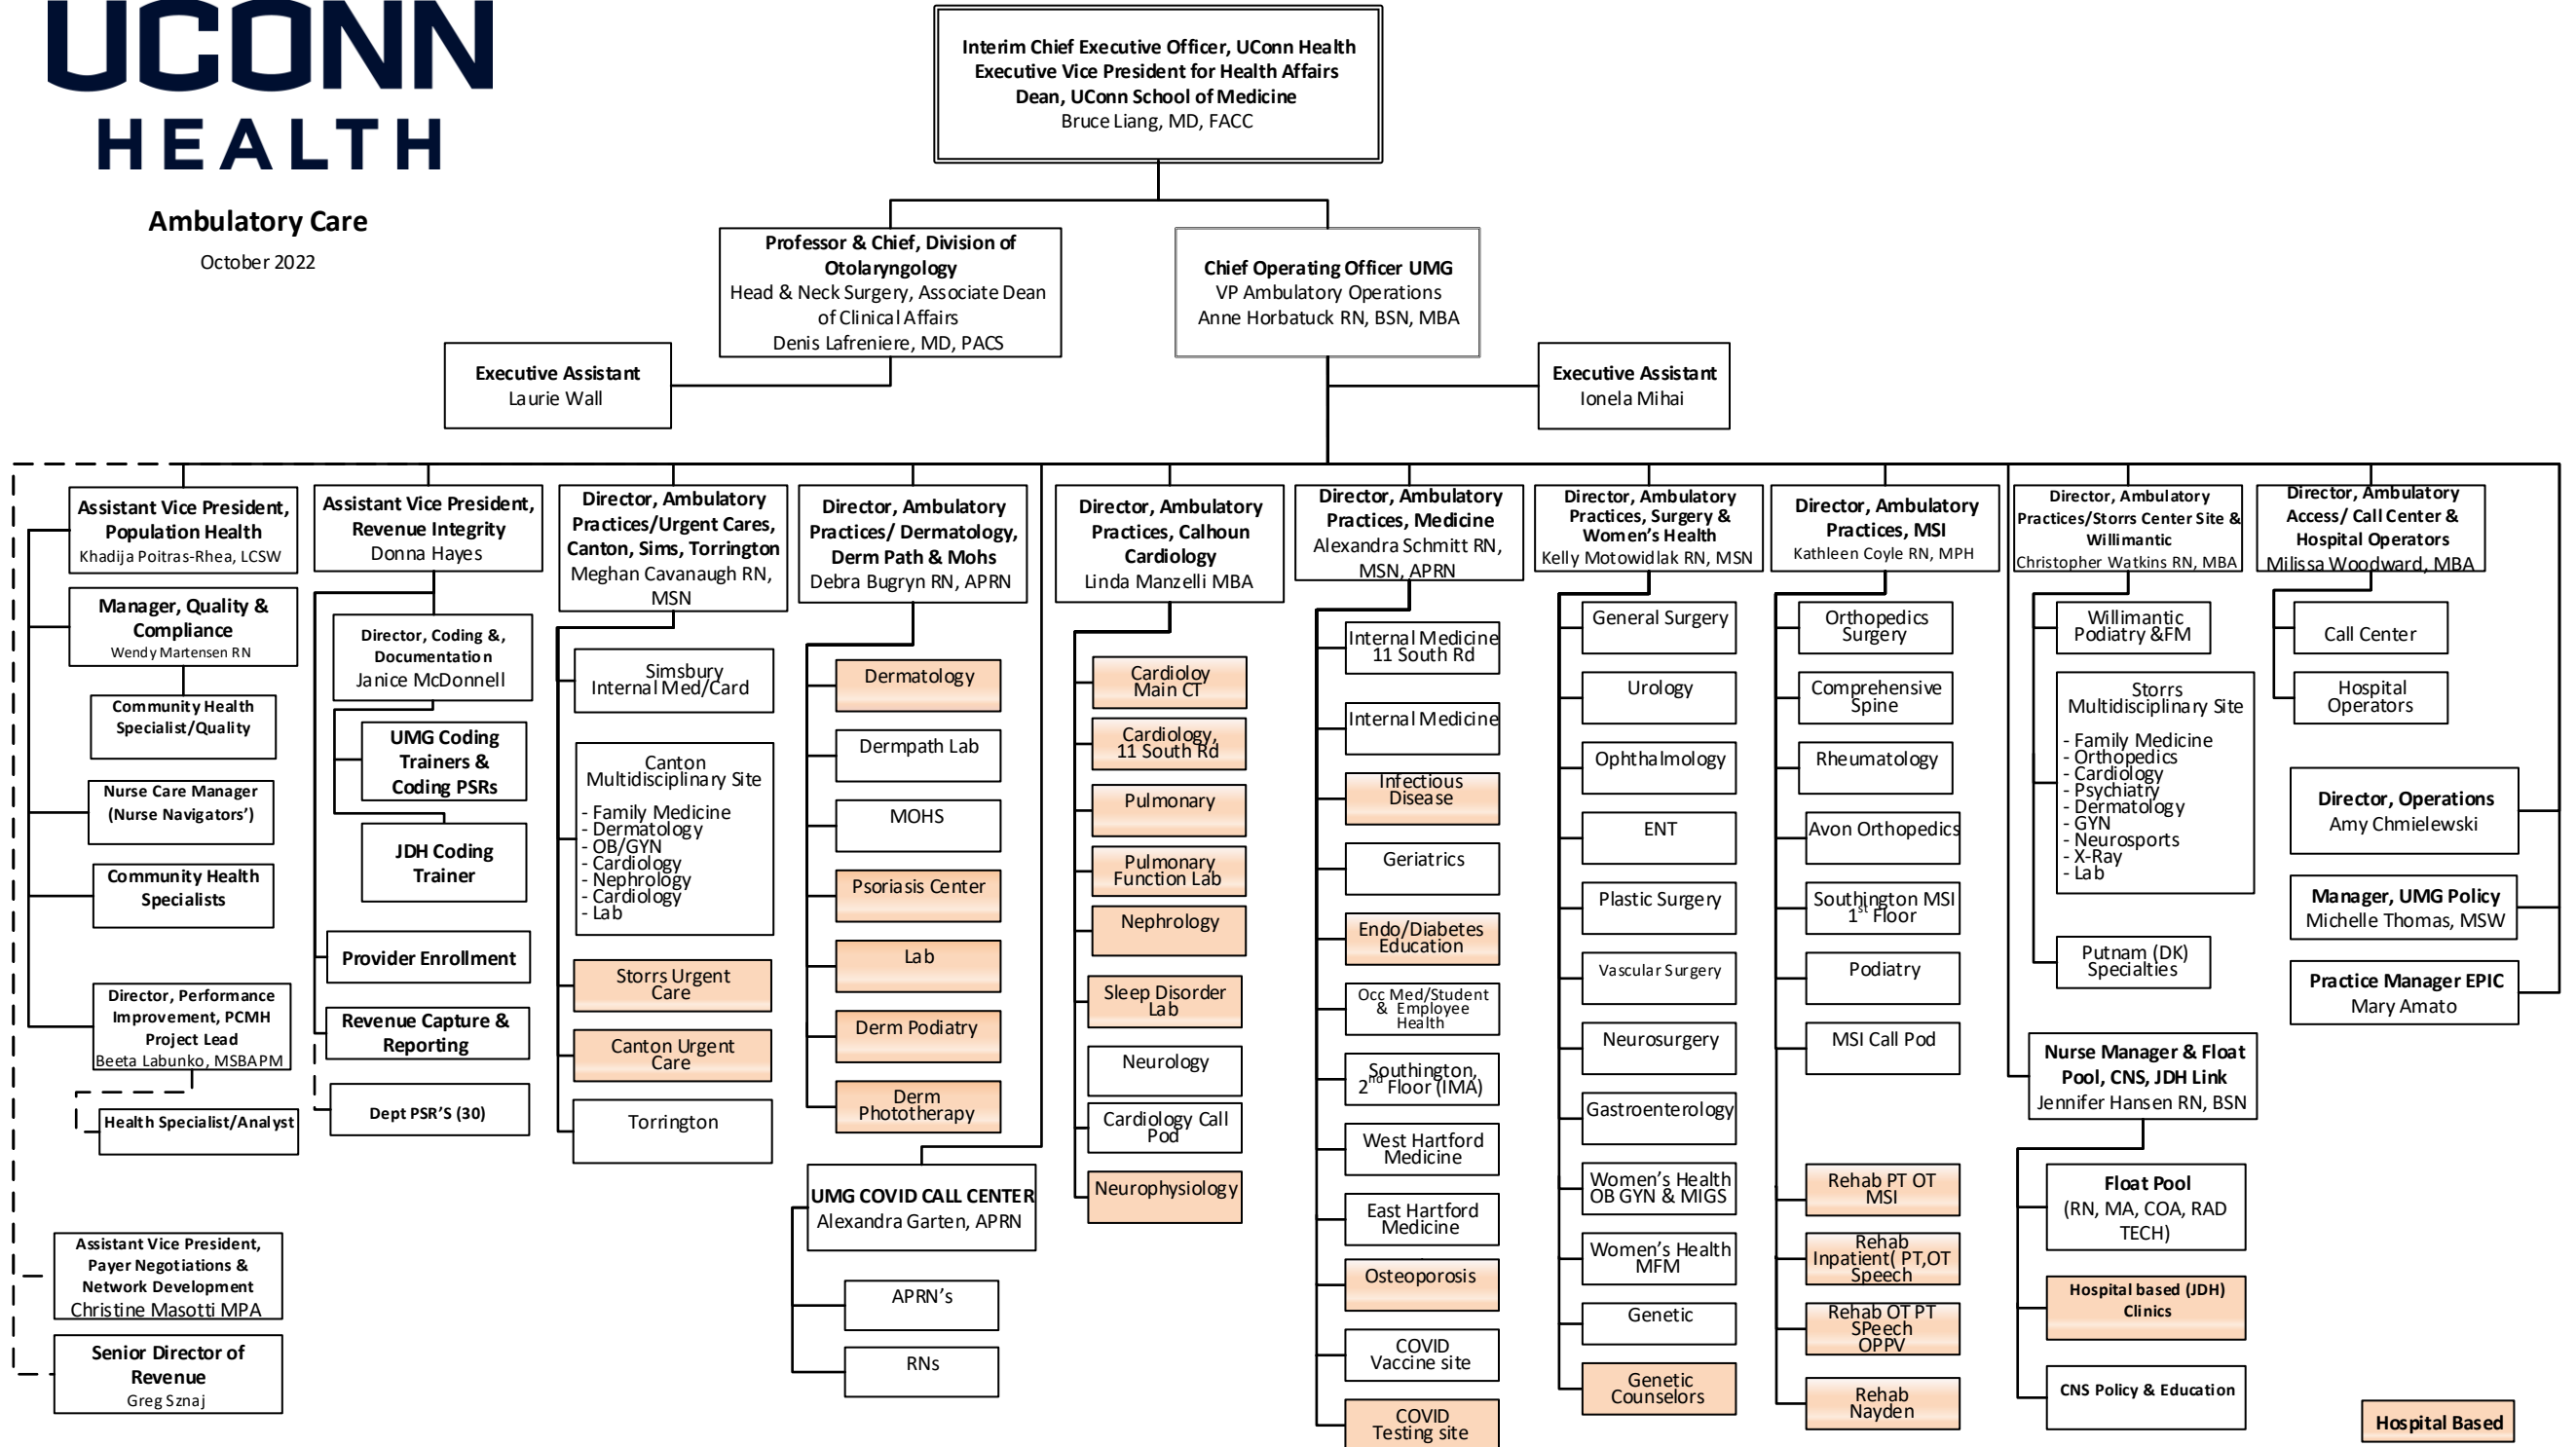 UCONN
HEALTH
Ambulatory Care
October 2022
Interim Chief Executive Officer, UConn Health
Executive Vice President for Health Affairs
Dean, UConn School of Medicine
Bruce Liang, MD, FACC
Professor & Chief, Division of
Otolaryngology
Head & Neck Surgery, Associate Dean
of Clinical Affairs
Denis Lafreniere, MD, PACS
Chief Operating Officer UMG
VP Ambulatory Operations
Anne Horbatuck RN, BSN, MBA
Executive Assistant
Laurie Wall
Executive Assistant
Ionela Mihai
Assistant Vice President,
Population Health
Khadija Poitras-Rhea, LCSW
Manager, Quality &
Compliance
Wendy Martensen RN
Community Health
Specialist/Quality
Nurse Care Manager
(Nurse Navigators’)
Community Health
Specialists
Director, Performance
Improvement, PCMH
Project Lead
Beeta Labunko, MSBAPM
Health Specialist/Analyst
Assistant Vice President,
Payer Negotiations &
Network Development
Christine Masotti MPA
Senior Director of
Revenue
Greg Sznaj
Assistant Vice President,
Revenue Integrity
Donna Hayes
Director, Coding &,
Documentation
Janice McDonnell
UMG Coding
Trainers &
Coding PSRs
JDH Coding
Trainer
Provider Enrollment
Revenue Capture &
Reporting
Dept PSR’S (30)
Director, Ambulatory
Practices/Urgent Cares,
Canton, Sims, Torrington
Meghan Cavanaugh RN,
MSN
Simsbury
Internal Med/Card
Canton
Multidisciplinary Site
- Family Medicine
- Dermatology
- OB/GYN
- Cardiology
- Nephrology
- Cardiology
- Lab
Storrs Urgent
Care
Canton Urgent
Care
Torrington
Director, Ambulatory
Practices/ Dermatology,
Derm Path & Mohs
Debra Bugryn RN, APRN
Dermatology
Dermpath Lab
MOHS
Psoriasis Center
Lab
Derm Podiatry
Derm
Phototherapy
UMG COVID CALL CENTER
Alexandra Garten, APRN
APRN’s
RNs
Director, Ambulatory
Practices, Calhoun
Cardiology
Linda Manzelli MBA
Cardioloy
Main CT
Cardiology,
11 South Rd
Pulmonary
Pulmonary
Function Lab
Nephrology
Sleep Disorder
Lab
Neurology
Cardiology Call
Pod
Neurophysiology
Director, Ambulatory
Practices, Medicine
Alexandra Schmitt RN,
MSN, APRN
Internal Medicine
11 South Rd
Internal Medicine
Infectious
Disease
Geriatrics
Endo/Diabetes
Education
Occ Med/Student
& Employee
Health
Southington,
2nd Floor (IMA)
West Hartford
Medicine
East Hartford
Medicine
Osteoporosis
COVID
Vaccine site
COVID
Testing site
Director, Ambulatory
Practices, Surgery &
Women’s Health
Kelly Motowidlak RN, MSN
General Surgery
Urology
Ophthalmology
ENT
Plastic Surgery
Vascular Surgery
Neurosurgery
Gastroenterology
Women’s Health
OB GYN & MIGS
Women’s Health
MFM
Genetic
Genetic
Counselors
Director, Ambulatory
Practices, MSI
Kathleen Coyle RN, MPH
Orthopedics
Surgery
Comprehensive
Spine
Rheumatology
Avon Orthopedics
Southington MSI
1st Floor
Podiatry
MSI Call Pod
Rehab PT OT
MSI
Rehab
Inpatient( PT,OT
Speech
Rehab OT PT
SPeech
OPPV
Rehab
Nayden
Director, Ambulatory
Practices/Storrs Center Site &
Willimantic
Christopher Watkins RN, MBA
Willimantic
Podiatry &FM
Storrs
Multidisciplinary Site
- Family Medicine
- Orthopedics
- Cardiology
- Psychiatry
- Dermatology
- GYN
- Neurosports
- X-Ray
- Lab
Putnam (DK)
Specialties
Nurse Manager & Float
Pool, CNS, JDH Link
Jennifer Hansen RN, BSN
Float Pool
(RN, MA, COA, RAD
TECH)
Hospital based (JDH)
Clinics
CNS Policy & Education
Director, Ambulatory
Access/ Call Center &
Hospital Operators
Milissa Woodward, MBA
Call Center
Hospital
Operators
Director, Operations
Amy Chmielewski
Manager, UMG Policy
Michelle Thomas, MSW
Practice Manager EPIC
Mary Amato
Hospital Based